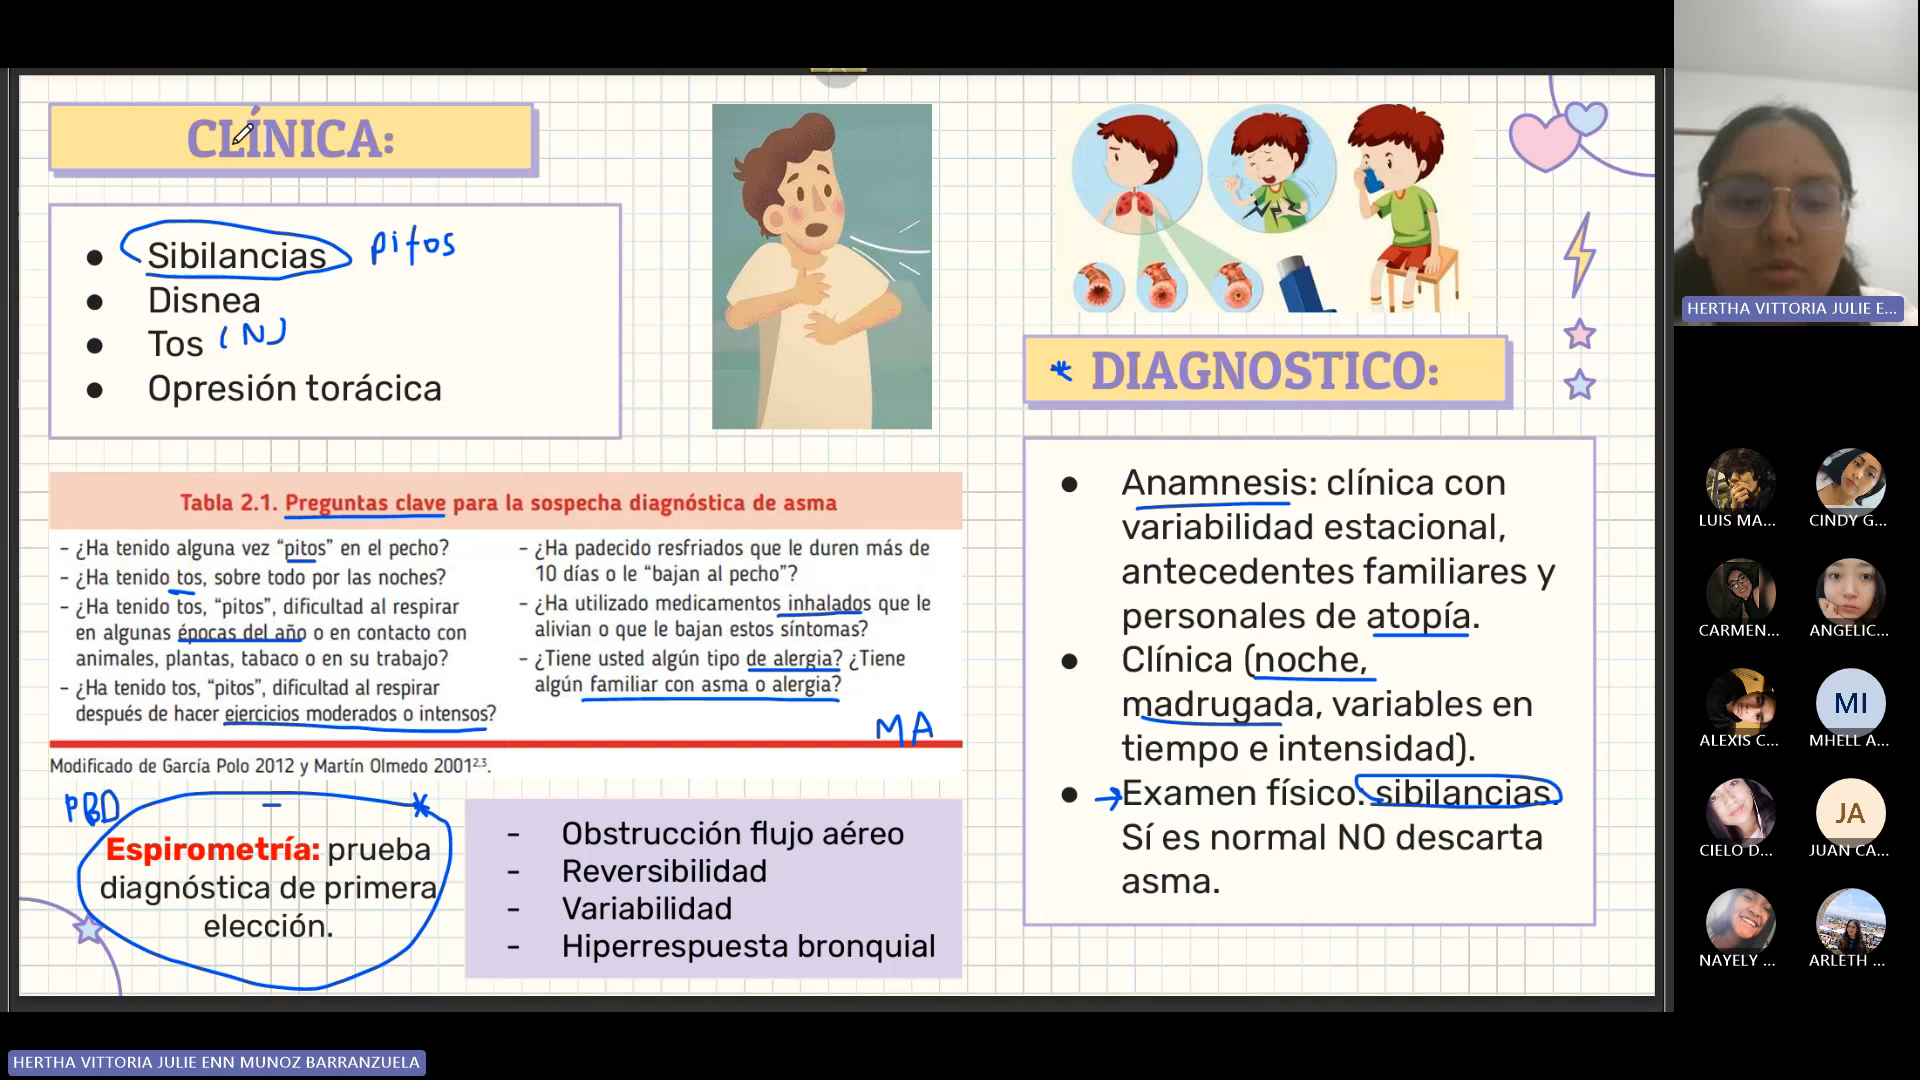 CLÍNICA:
Sibilancias pitos
Disnea
Tos (N)
Opresión torácica
Tabla 2.1. Preguntas clave para la sospecha diagnóstica de asma
- ¿Ha tenido alguna vez “pitos” en el pecho?
- ¿Ha tenido tos, sobre todo por las noches?
- ¿Ha tenido tos, “pitos”, dificultad al respirar
en algunas épocas del año o en contacto con
animales, plantas, tabaco o en su trabajo?
- ¿Ha tenido tos, “pitos”, dificultad al respirar
después de hacer ejercicios moderados o intensos?
- ¿Ha padecido resfriados que le duren más de
10 días o le “bajan al pecho”?
- ¿Ha utilizado medicamentos inhalados que le
alivian o que le bajan estos síntomas?
- ¿Tiene usted algún tipo de alergia? ¿Tiene
algún familiar con asma o alergia?
MA
Modificado de García Polo 2012 y Martín Olmedo 2001²,³.
PBD - *
Espirometría: prueba
diagnóstica de primera
elección.
- Obstrucción flujo aéreo
- Reversibilidad
- Variabilidad
- Hiperrespuesta bronquial
* DIAGNOSTICO:
Anamnesis: clínica con
variabilidad estacional,
antecedentes familiares y
personales de atopía.
Clínica (noche,
madrugada, variables en
tiempo e intensidad).
Examen físico: sibilancias.
Sí es normal NO descarta
asma.
HERTHA VITTORIA JULIE E...
LUIS MA...
CINDY G...
CARMEN...
ANGELIC...
ALEXIS C...
MI
MHELL A...
CIELO D...
JA
JUAN CA...
NAYELY ...
ARLETH ...
HERTHA VITTORIA JULIE ENN MUNOZ BARRANZUELA